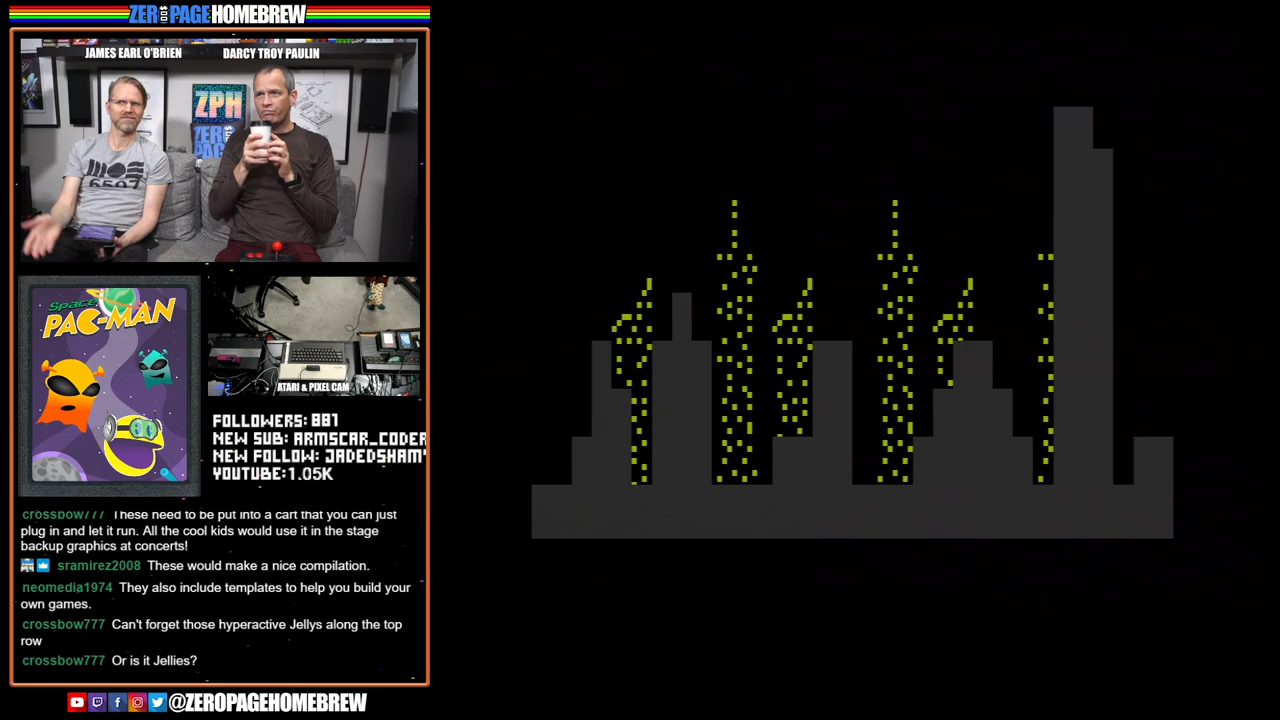 ZEROPAGE HOMEBREW
JAMES EARL O'BRIEN
DARCY TROY PAULIN
ZPH
ZERO
PAGE
6507
Space
PAC-MAN
ATARI & PIXEL CAM
FOLLOWERS: 881
NEW SUB: ARMSCAR_CODER
NEW FOLLOW: JADEDSHAM
YOUTUBE:1.05K
crossbow777 These need to be put into a cart that you can just
plug in and let it run. All the cool kids would use it in the stage
backup graphics at concerts!
sramirez2008 These would make a nice compilation.
neomedia1974 They also include templates to help you build your
own games.
crossbow777 Can't forget those hyperactive Jellys along the top
row
crossbow777 Or is it Jellies?
@ZEROPAGEHOMEBREW